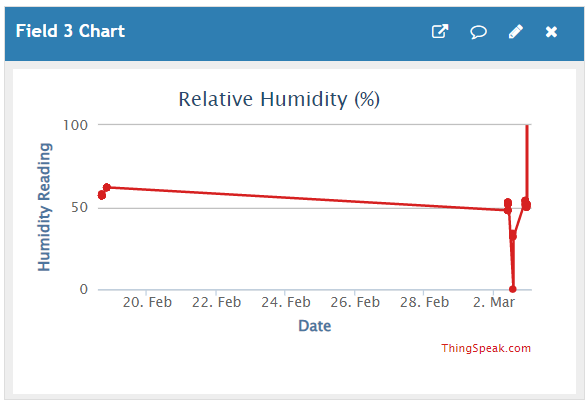 Field 3 Chart
Relative Humidity (%)
100
50
0
Humidity Reading
20. Feb 22. Feb 24. Feb 26. Feb 28. Feb 2. Mar
Date
ThingSpeak.com